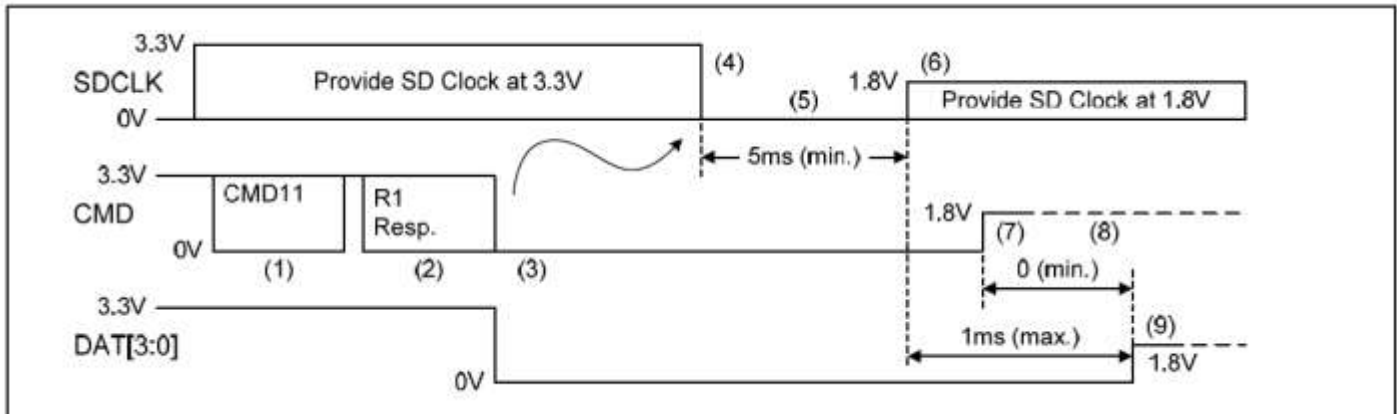 3.3V
SDCLK
Provide SD Clock at 3.3V
0V
(4)
(5)
1.8V
(6)
Provide SD Clock at 1.8V
5ms (min.)
3.3V
CMD
0V
CMD11
R1
Resp.
(1)
(2)
(3)
1.8V
(7)
(8)
0 (min.)
3.3V
DAT[3:0]
0V
1ms (max.)
(9)
1.8V